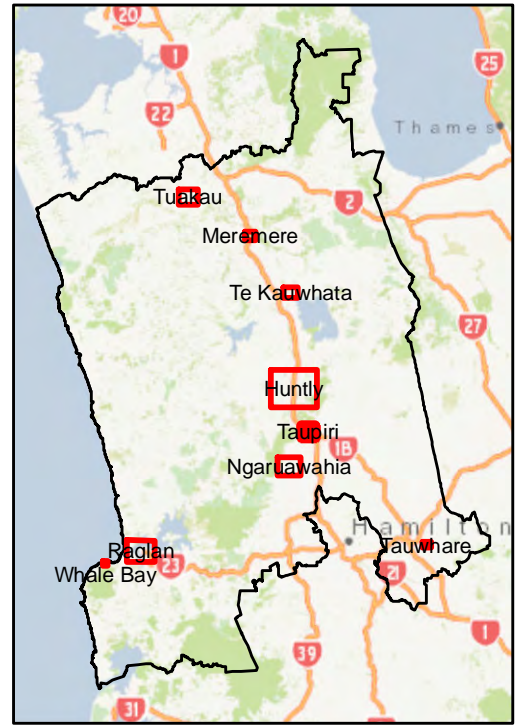 20
1
25
22
Thames
Tuakau
2
Meremere
Te Kauwhata
27
Huntly
Taupiri
1B
Ngaruawahia
Hamilton
Tauwhare
Raglan
23
Whale Bay
21
1
39
31